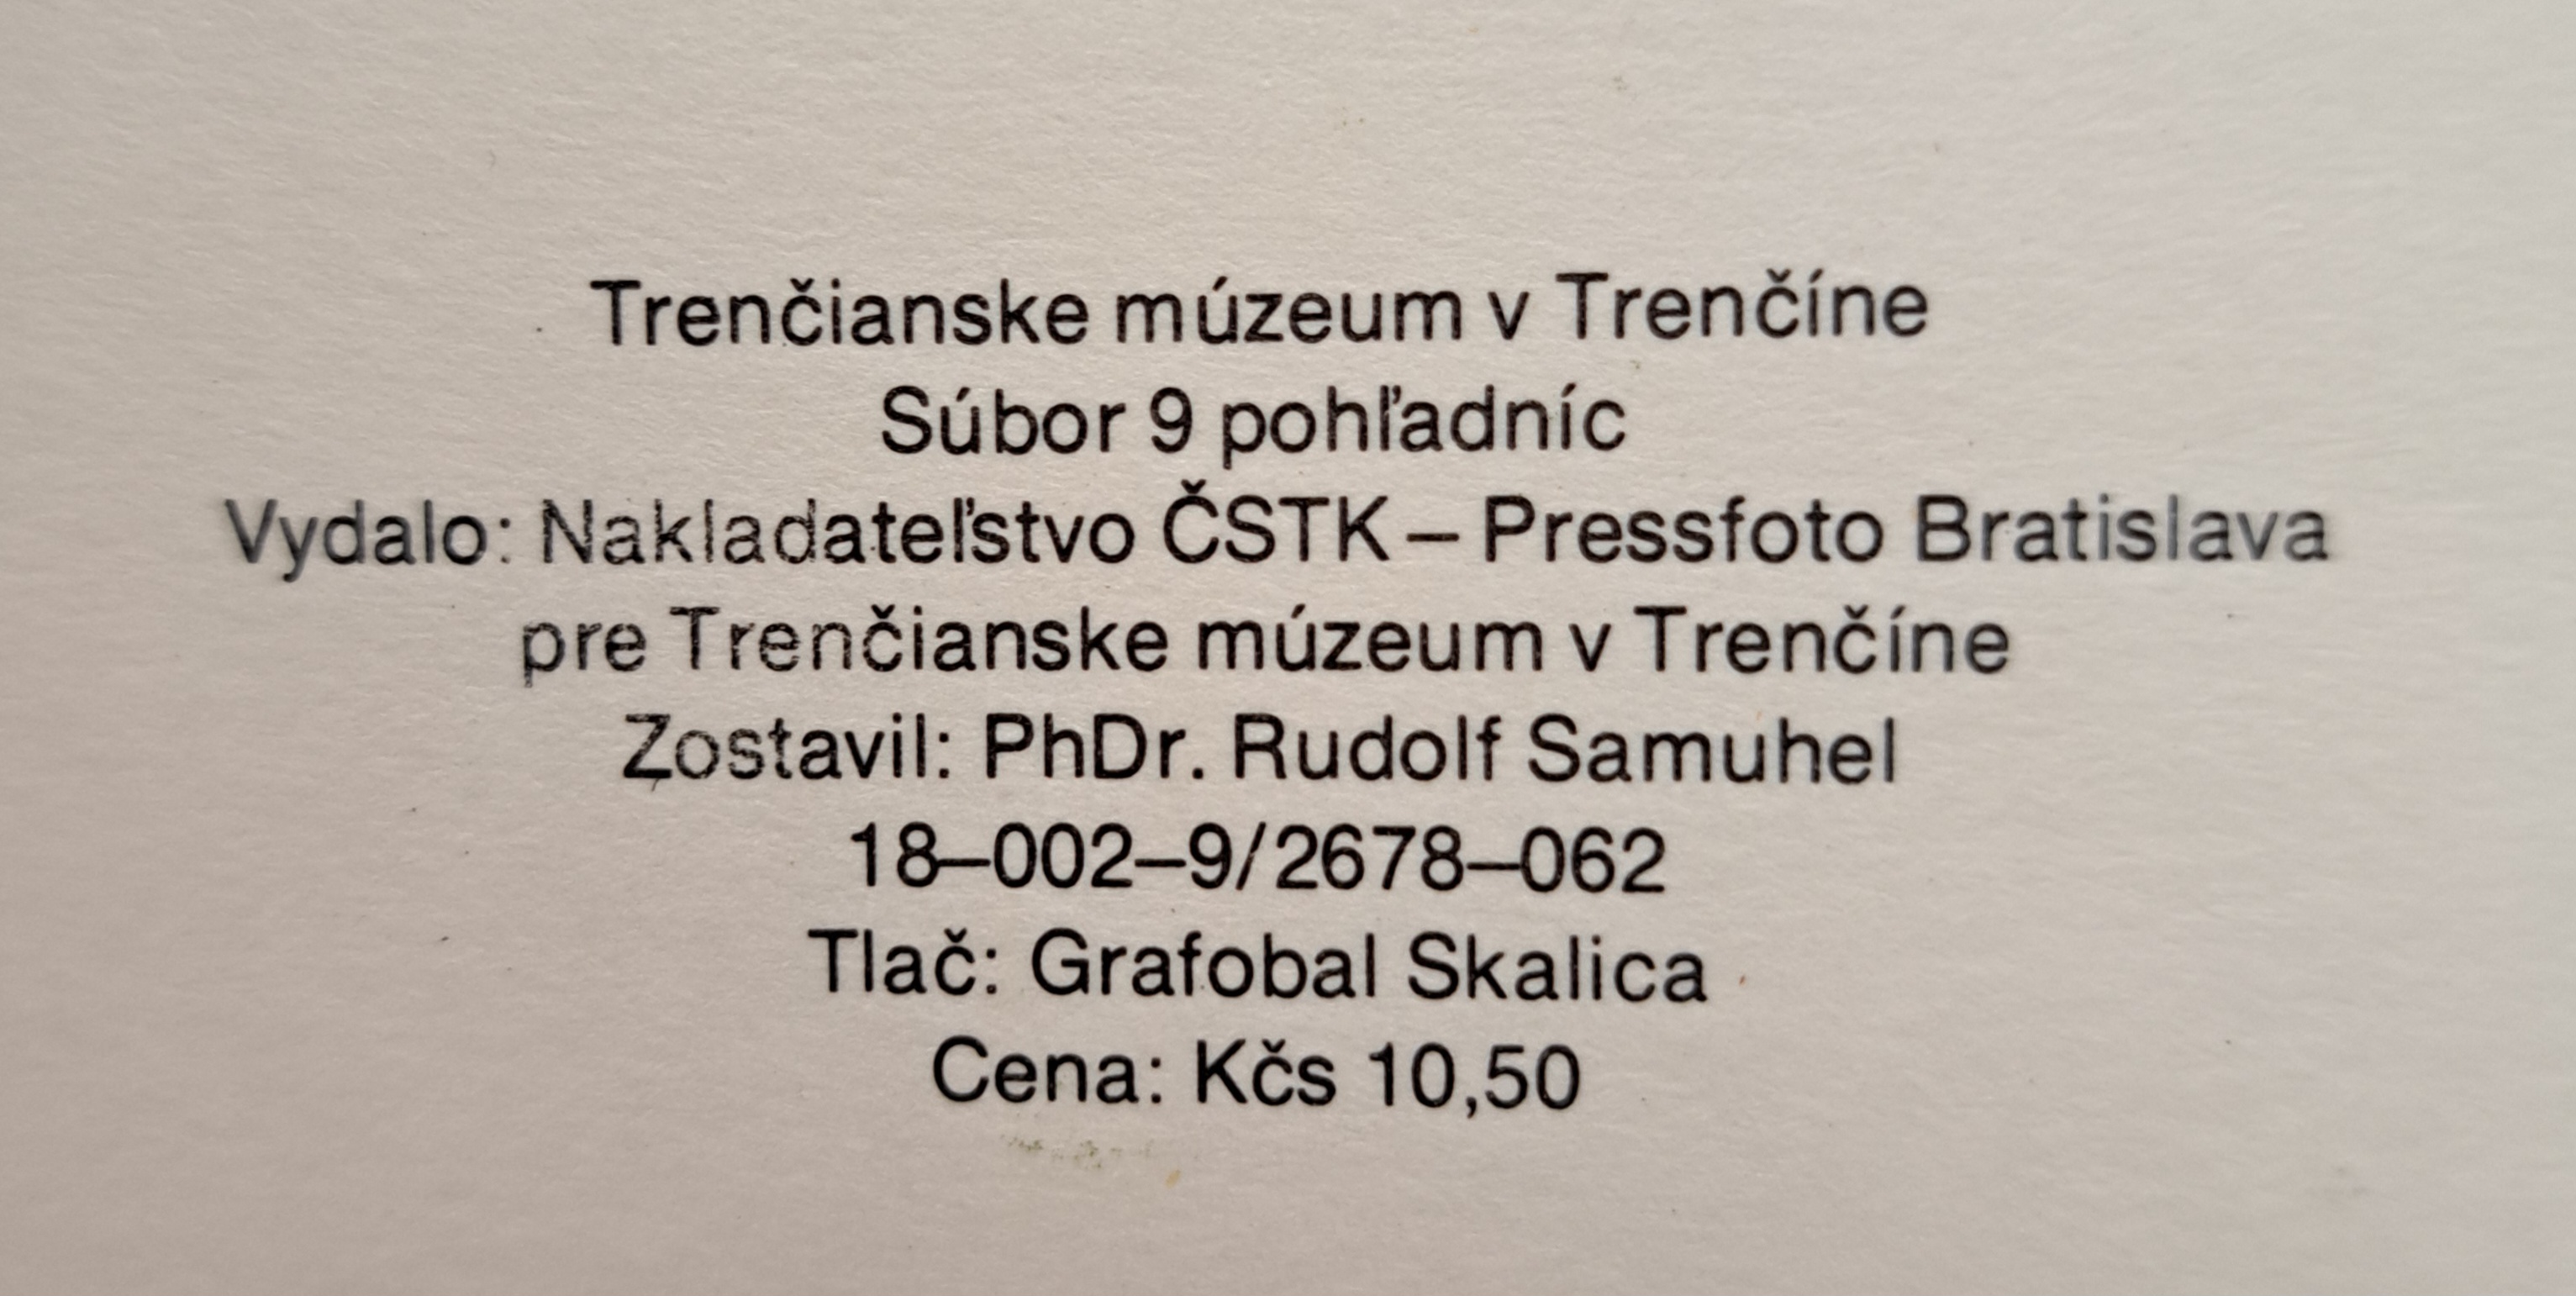 Trenčianske múzeum v Trenčíne
Súbor 9 pohľadníc
Vydalo: Nakladateľstvo ČSTK – Pressfoto Bratislava
pre Trenčianske múzeum v Trenčíne
Zostavil: PhDr. Rudolf Samuhel
18–002–9/2678–062
Tlač: Grafobal Skalica
Cena: Kčs 10,50